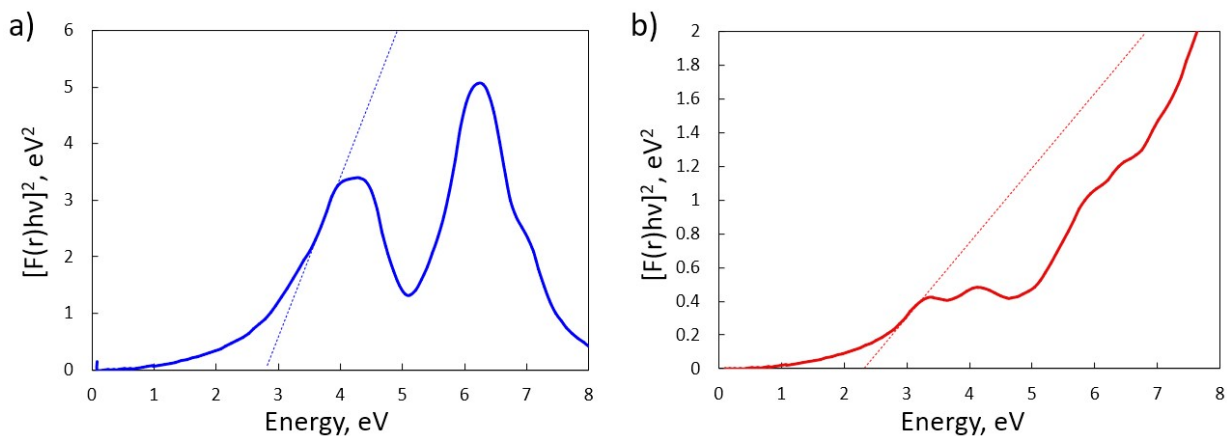 a)
6
5
4
3
2
1
0
[F(r)hν]², eV²
0 1 2 3 4 5 6 7 8
Energy, eV
b)
2
1.8
1.6
1.4
1.2
1
0.8
0.6
0.4
0.2
0
[F(r)hν]², eV²
0 1 2 3 4 5 6 7 8
Energy, eV